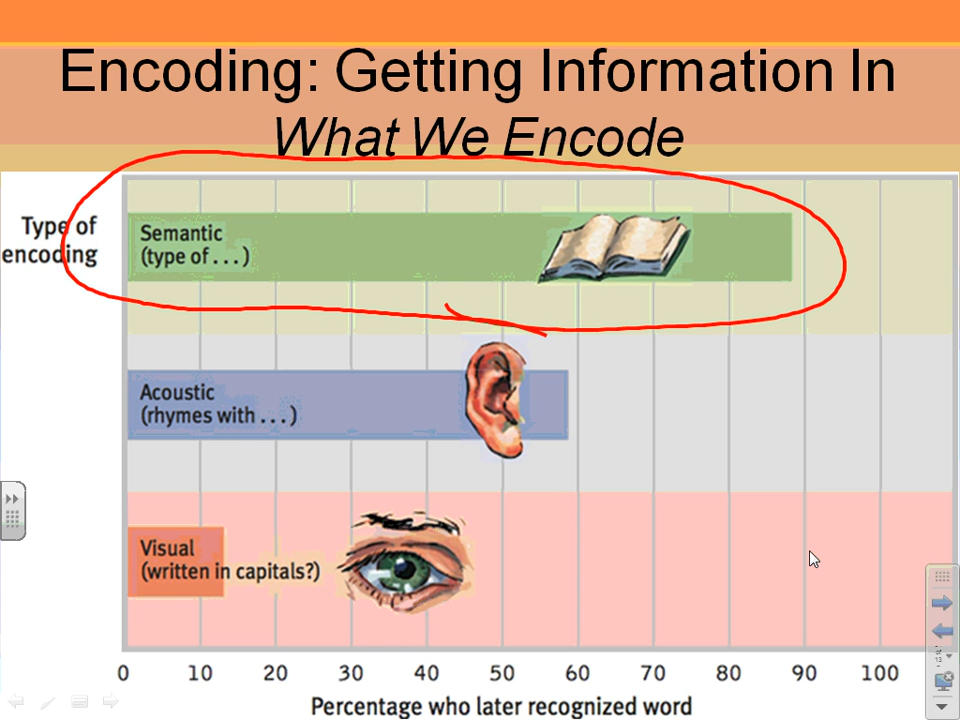 Encoding: Getting Information In
What We Encode
Type of
encoding
Semantic
(type of . . . )
Acoustic
(rhymes with . . . )
Visual
(written in capitals?)
0 10 20 30 40 50 60 70 80 90 100
Percentage who later recognized word